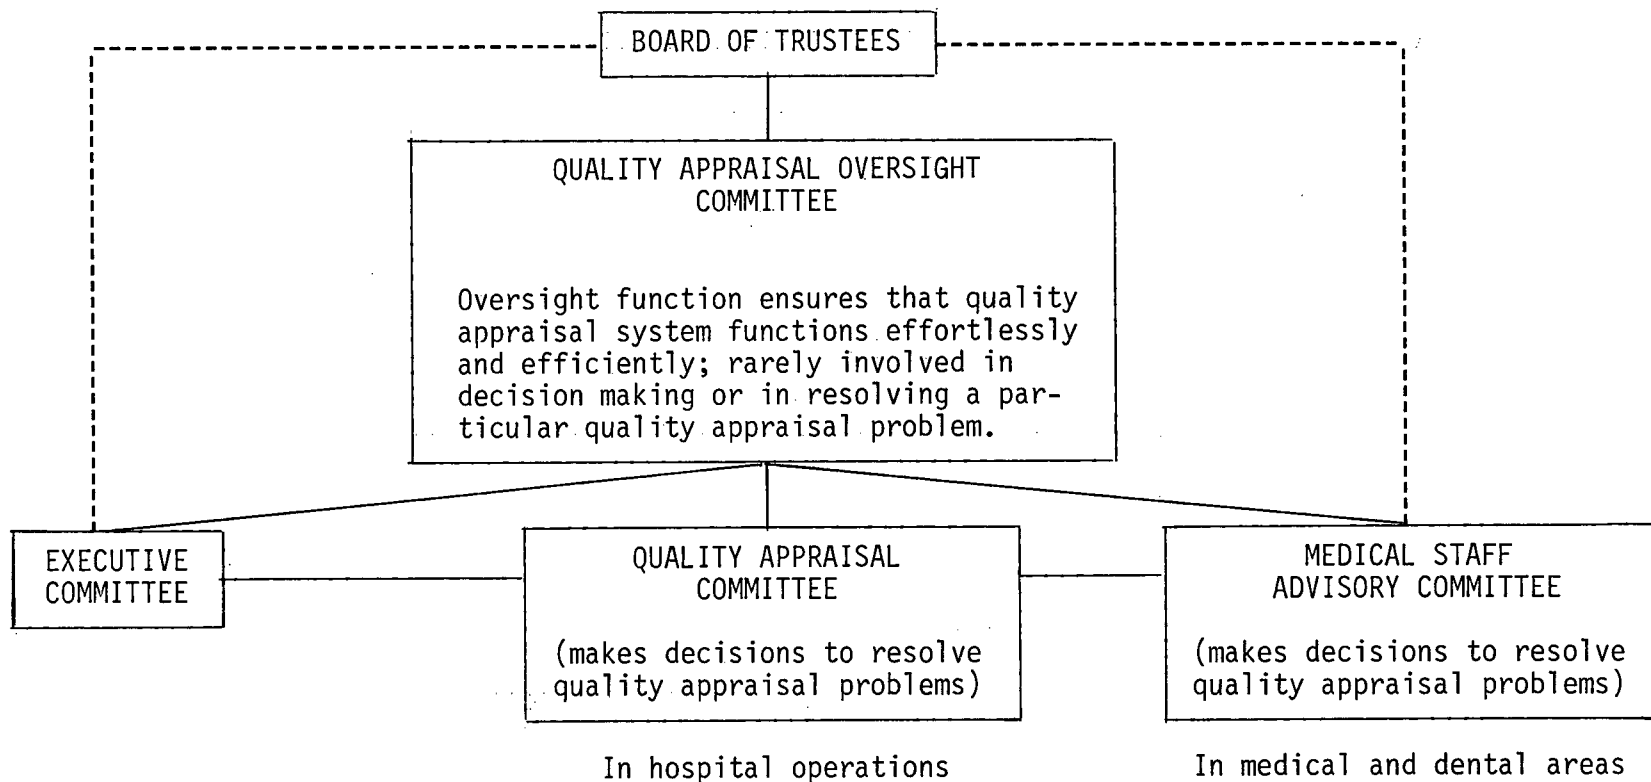 BOARD OF TRUSTEES
QUALITY APPRAISAL OVERSIGHT
COMMITTEE
Oversight function ensures that quality
appraisal system functions effortlessly
and efficiently; rarely involved in
decision making or in resolving a par-
ticular quality appraisal problem.
EXECUTIVE
COMMITTEE
QUALITY APPRAISAL
COMMITTEE
(makes decisions to resolve
quality appraisal problems)
In hospital operations
MEDICAL STAFF
ADVISORY COMMITTEE
(makes decisions to resolve
quality appraisal problems)
In medical and dental areas